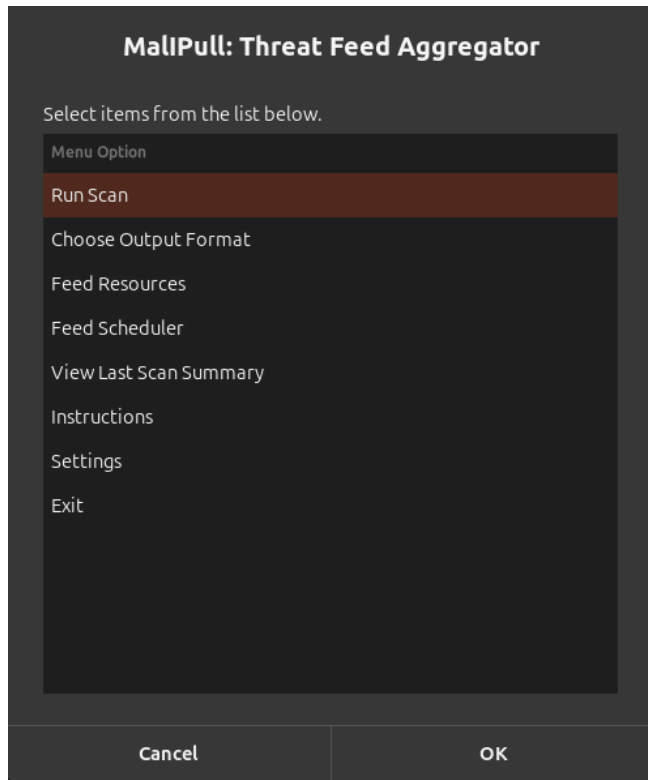 MalIPull: Threat Feed Aggregator
Select items from the list below.
Menu Option
Run Scan
Choose Output Format
Feed Resources
Feed Scheduler
View Last Scan Summary
Instructions
Settings
Exit
Cancel
OK